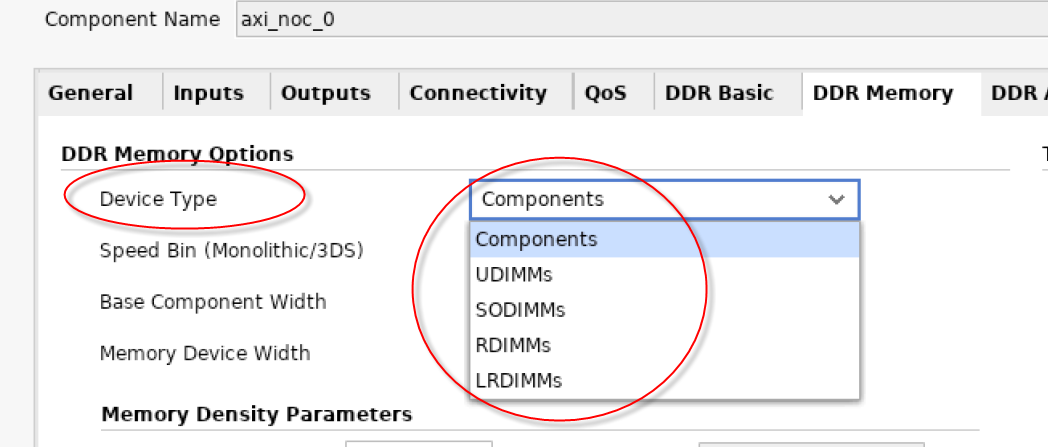 Component Name axi_noc_0
General Inputs Outputs Connectivity QoS DDR Basic DDR Memory DDR
DDR Memory Options
Device Type Components
Components
Speed Bin (Monolithic/3DS)
UDIMMs
Base Component Width
SODIMMs
Memory Device Width
RDIMMs
LRDIMMs
Memory Density Parameters